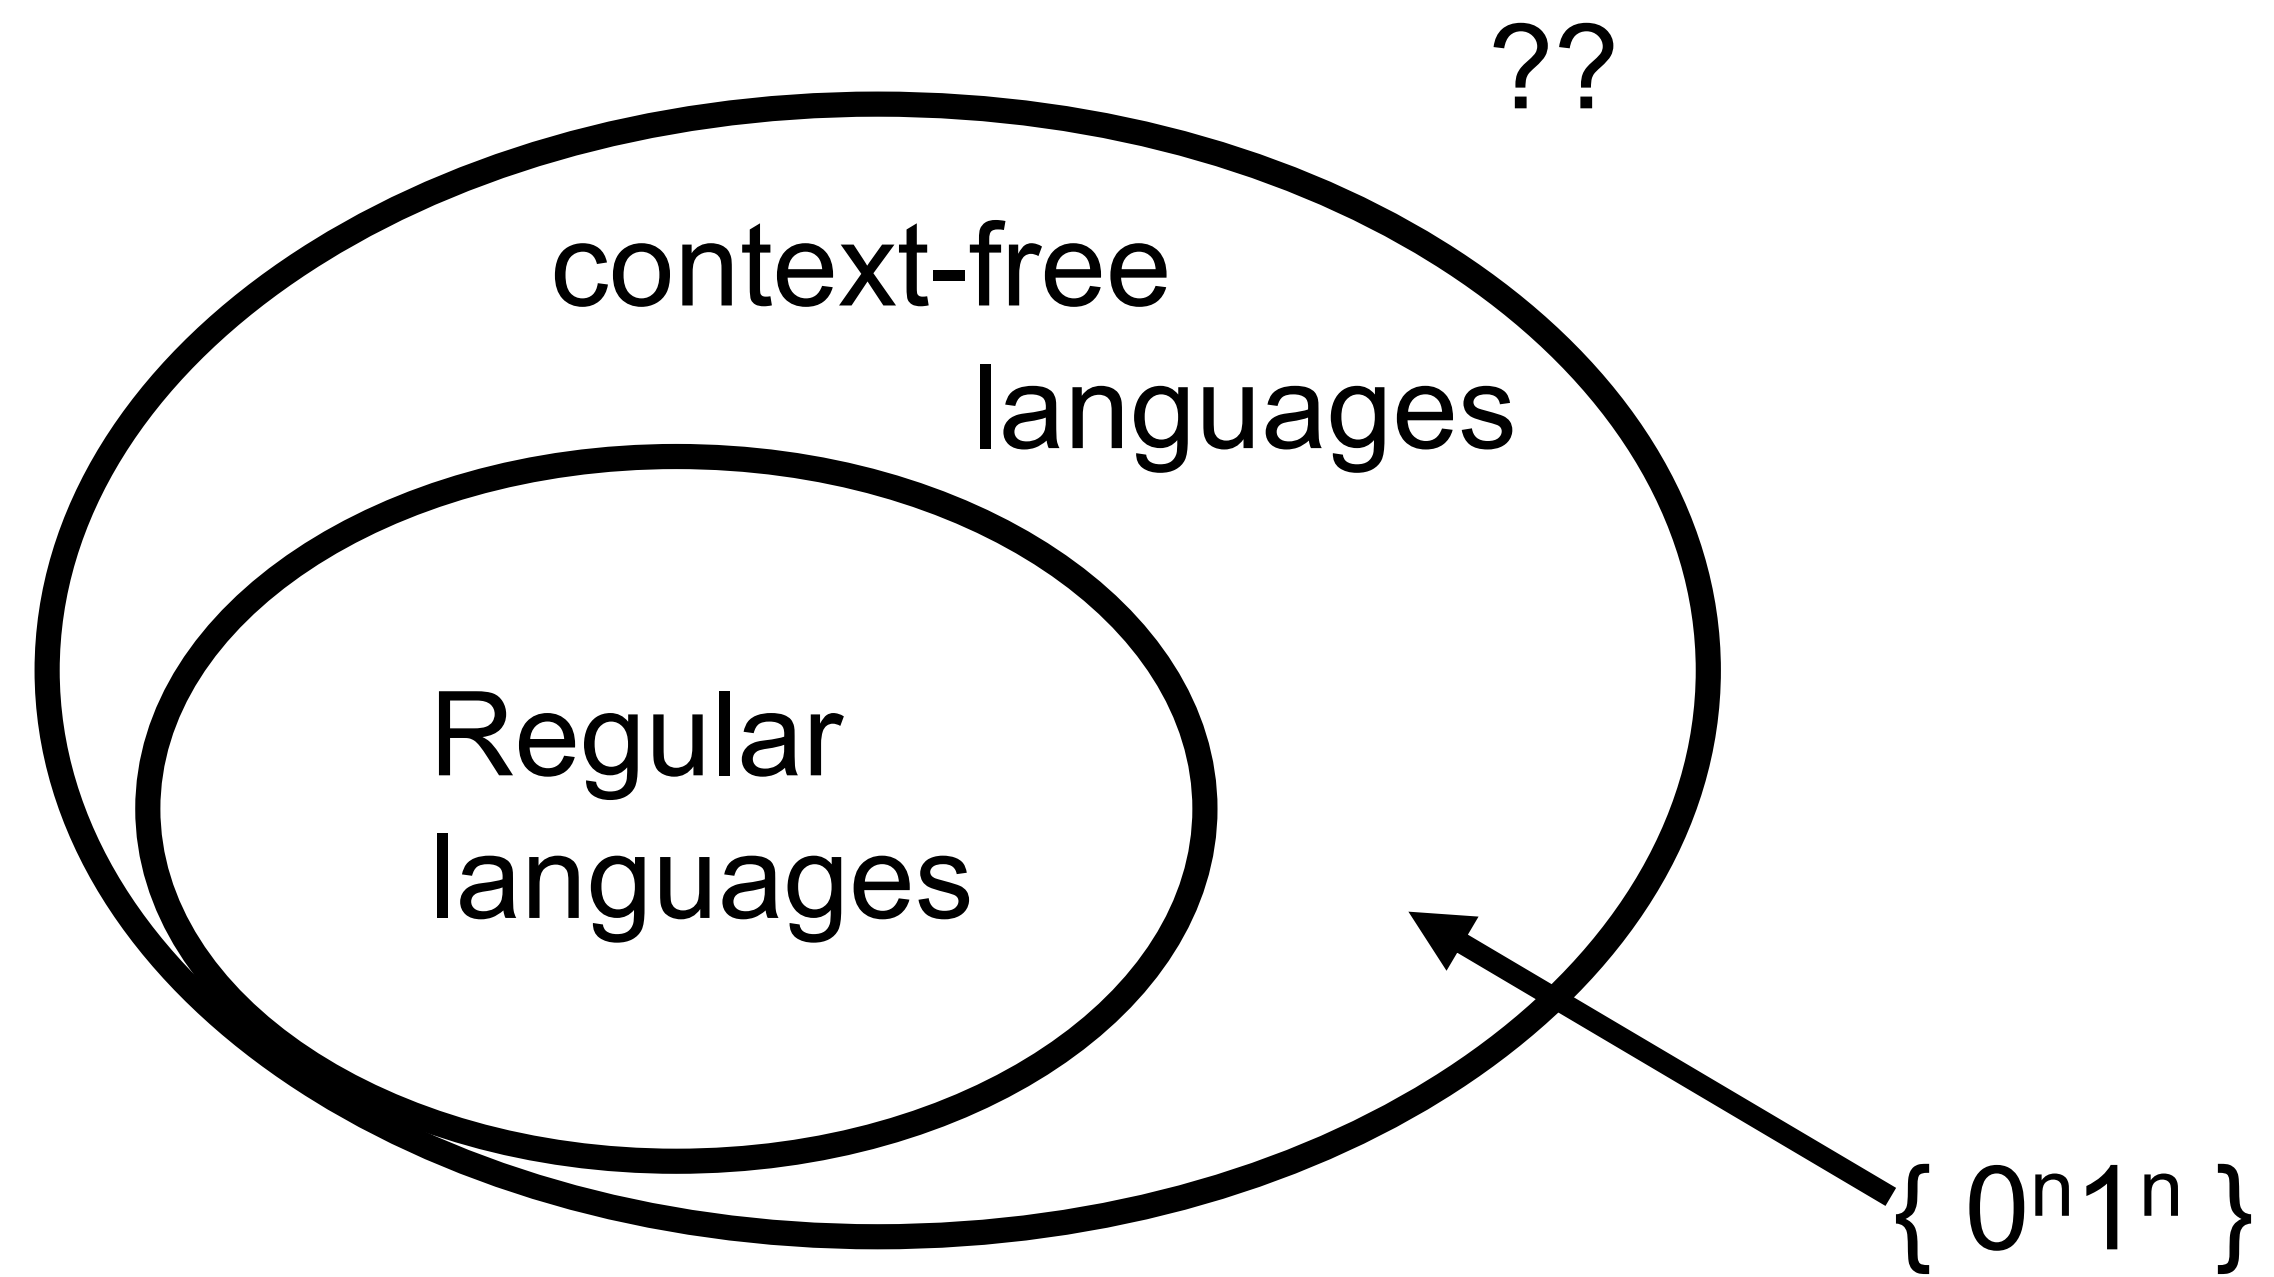 ??
context-free
languages
Regular
languages
{ 0ⁿ1ⁿ }